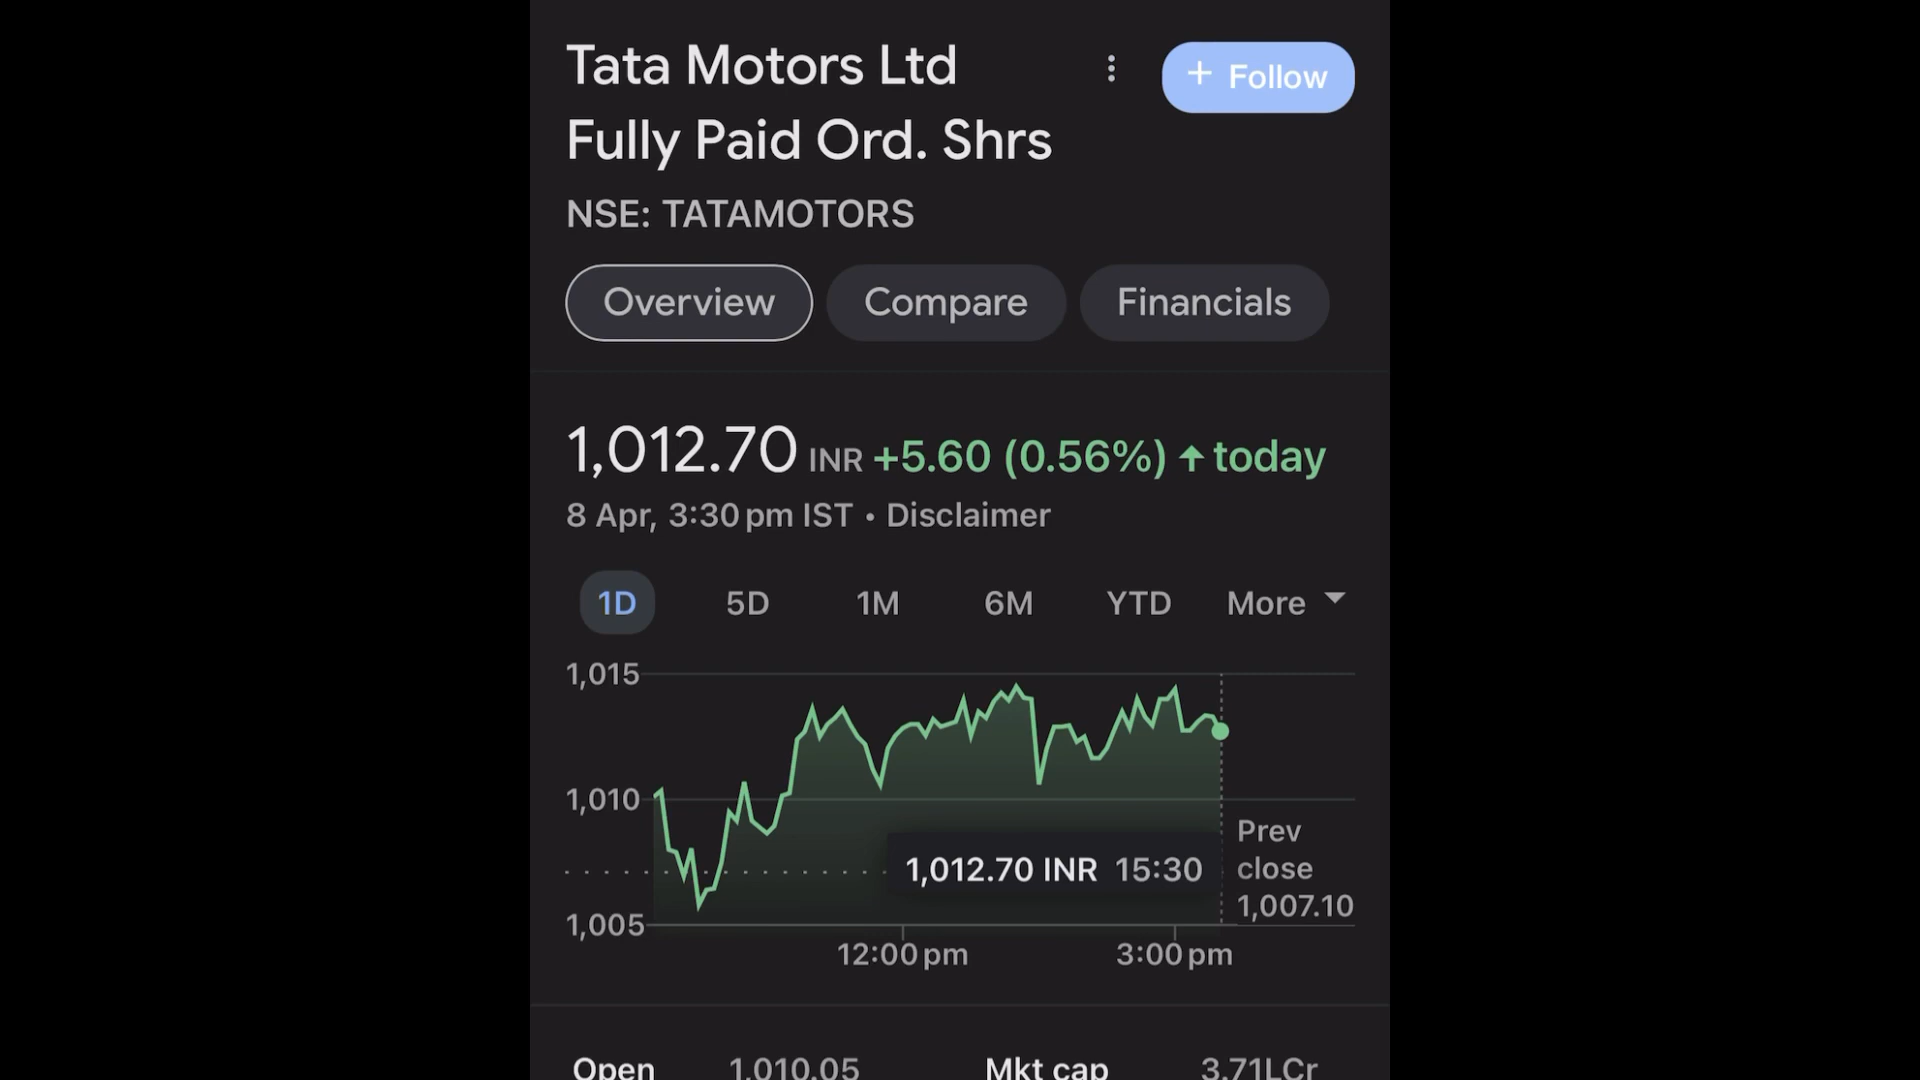 Tata Motors Ltd
Fully Paid Ord. Shrs
+ Follow
NSE: TATAMOTORS
Overview Compare Financials
1,012.70 INR +5.60 (0.56%) ↑ today
8 Apr, 3:30 pm IST • Disclaimer
1D 5D 1M 6M YTD More
1,015
1,010
1,005
1,012.70 INR 15:30
Prev
close
1,007.10
12:00 pm 3:00 pm
Open 1,010.05 Mkt cap 3.71LCr